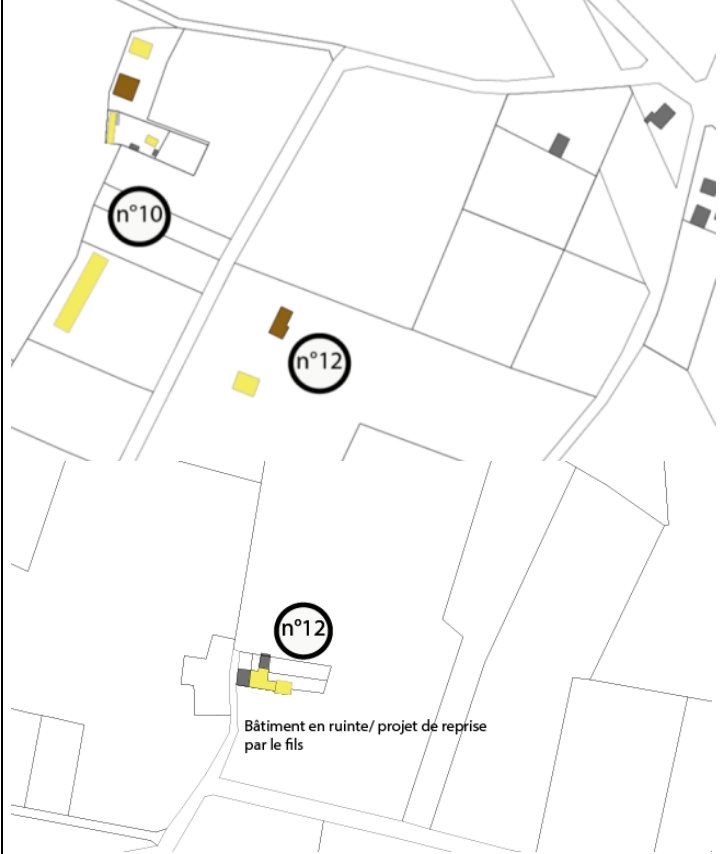 n°10
n°12
n°12
Bâtiment en ruinte/ projet de reprise
par le fils